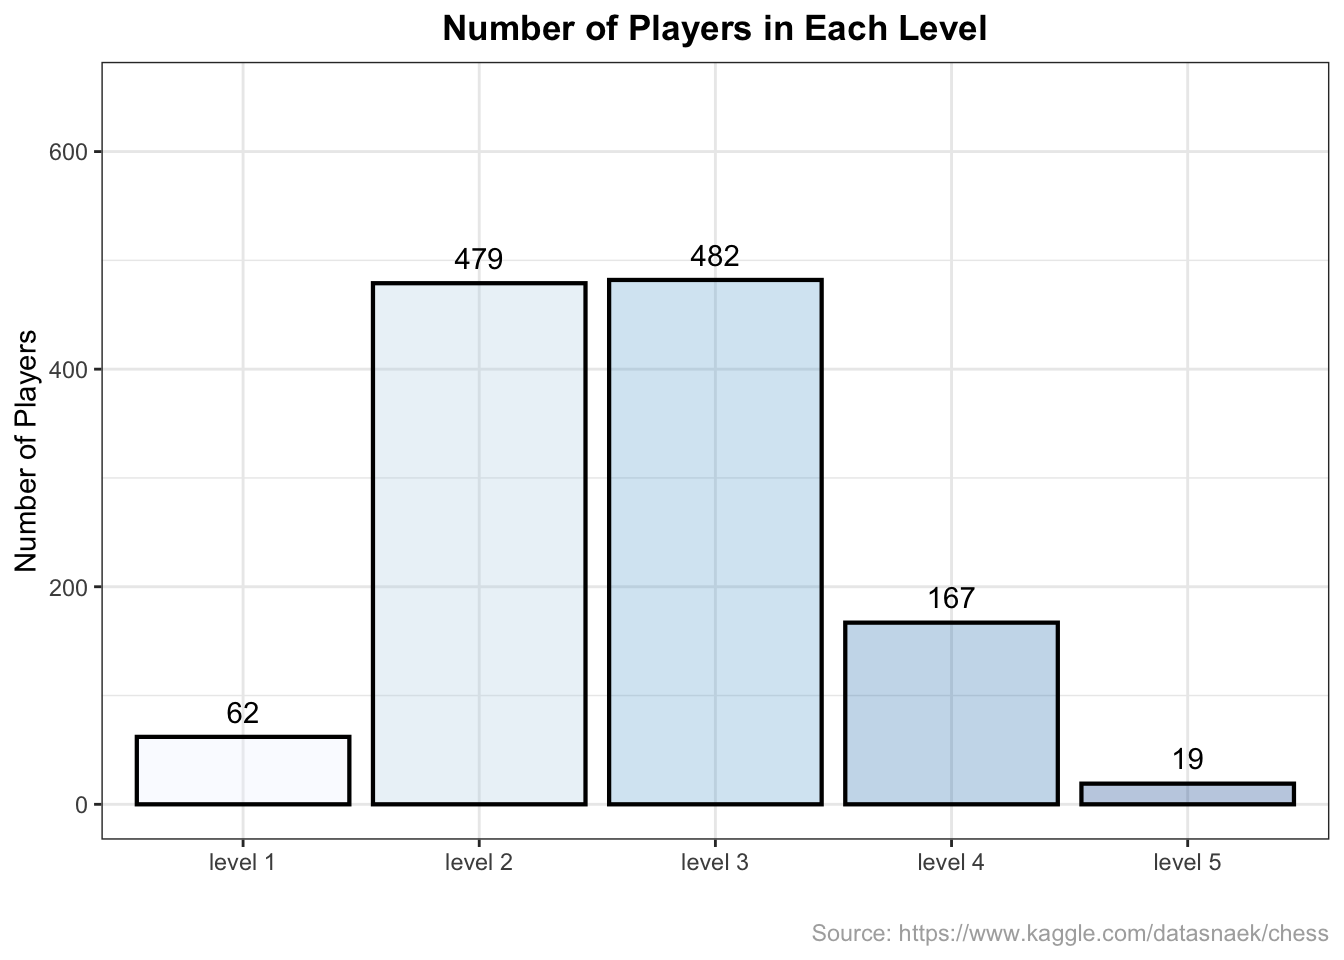 Number of Players in Each Level
Number of Players
600
400
200
0
62
479
482
167
19
level 1
level 2
level 3
level 4
level 5
Source: https://www.kaggle.com/datasnaek/chess